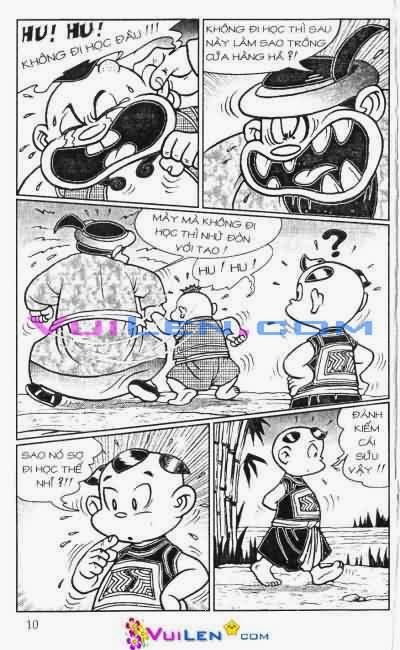 HU! HU!
KHÔNG ĐI HỌC ĐÂU !!!
KHÔNG ĐI HỌC THÌ SAU
NÀY LÀM SAO TRÔNG
CỬA HÀNG HẢ ?!
MÀY MÀ KHÔNG ĐI
HỌC THÌ NHỪ ĐÒN
VỚI TAO !
HU ! HU !
?
VUILEN.COM
SAO NÓ SỢ
ĐI HỌC THẾ
NHỈ ?!!
ĐÁNH
KIẾM
CÁI
SỬU
VẬY !!
10
VUILEN.COM